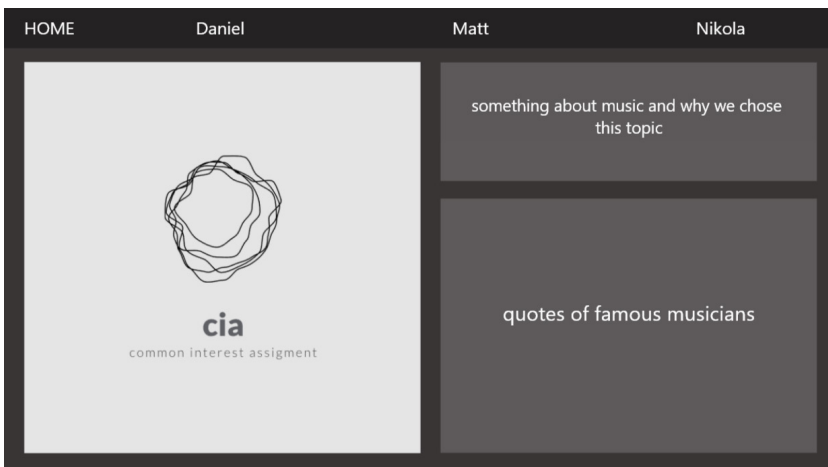 HOME Daniel Matt Nikola
something about music and why we chose
this topic
cia
common interest assigment
quotes of famous musicians